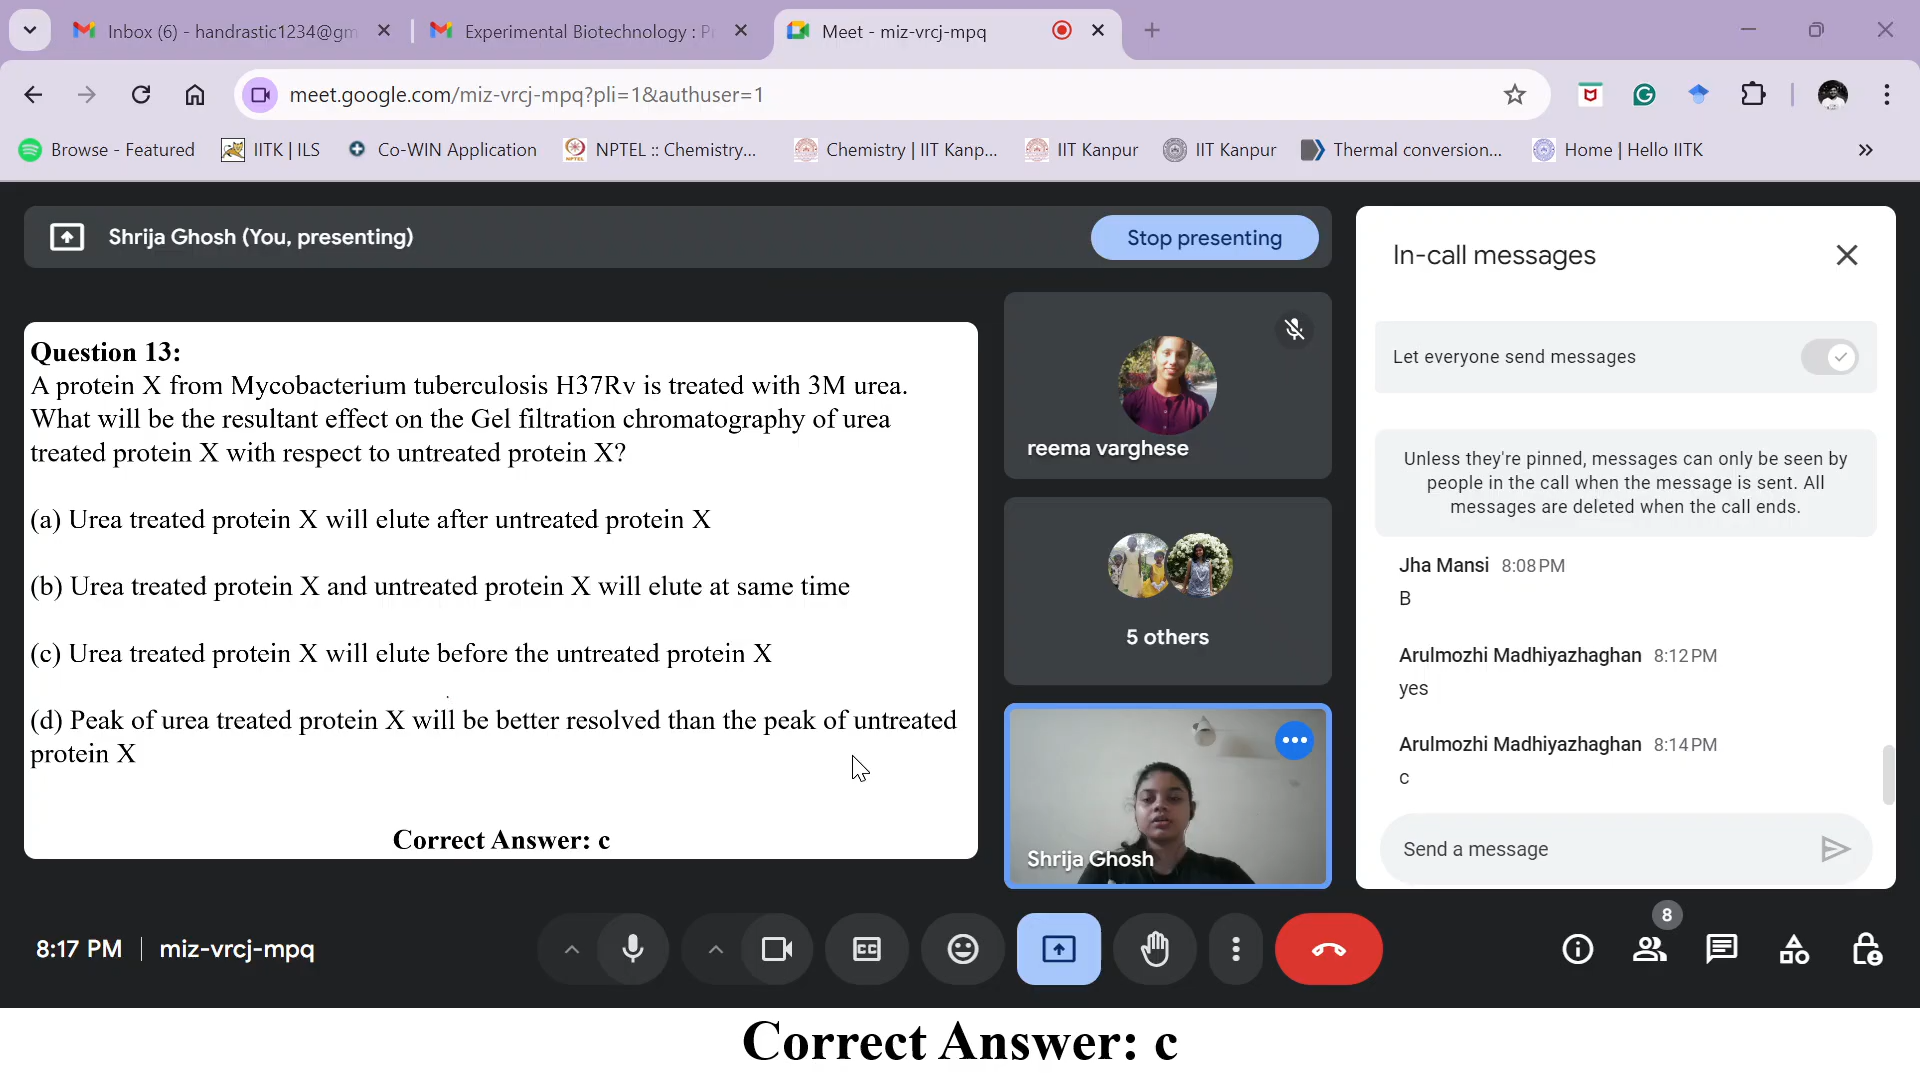 Inbox (6) - handrastic1234@gm
Experimental Biotechnology : P
Meet - miz-vrcj-mpq
meet.google.com/miz-vrcj-mpq?pli=1&authuser=1
Browse - Featured
IITK | ILS
Co-WIN Application
NPTEL :: Chemistry...
Chemistry | IIT Kanp...
IIT Kanpur
IIT Kanpur
Thermal conversion...
Home | Hello IITK
Shrija Ghosh (You, presenting)
Stop presenting
Question 13:
A protein X from Mycobacterium tuberculosis H37Rv is treated with 3M urea.
What will be the resultant effect on the Gel filtration chromatography of urea
treated protein X with respect to untreated protein X?
(a) Urea treated protein X will elute after untreated protein X
(b) Urea treated protein X and untreated protein X will elute at same time
(c) Urea treated protein X will elute before the untreated protein X
(d) Peak of urea treated protein X will be better resolved than the peak of untreated
protein X
Correct Answer: c
reema varghese
5 others
Shrija Ghosh
In-call messages
Let everyone send messages
Unless they're pinned, messages can only be seen by
people in the call when the message is sent. All
messages are deleted when the call ends.
Jha Mansi 8:08 PM
B
Arulmozhi Madhiyazhaghan 8:12 PM
yes
Arulmozhi Madhiyazhaghan 8:14 PM
c
Send a message
8:17 PM
miz-vrcj-mpq
CC
8
Correct Answer: c